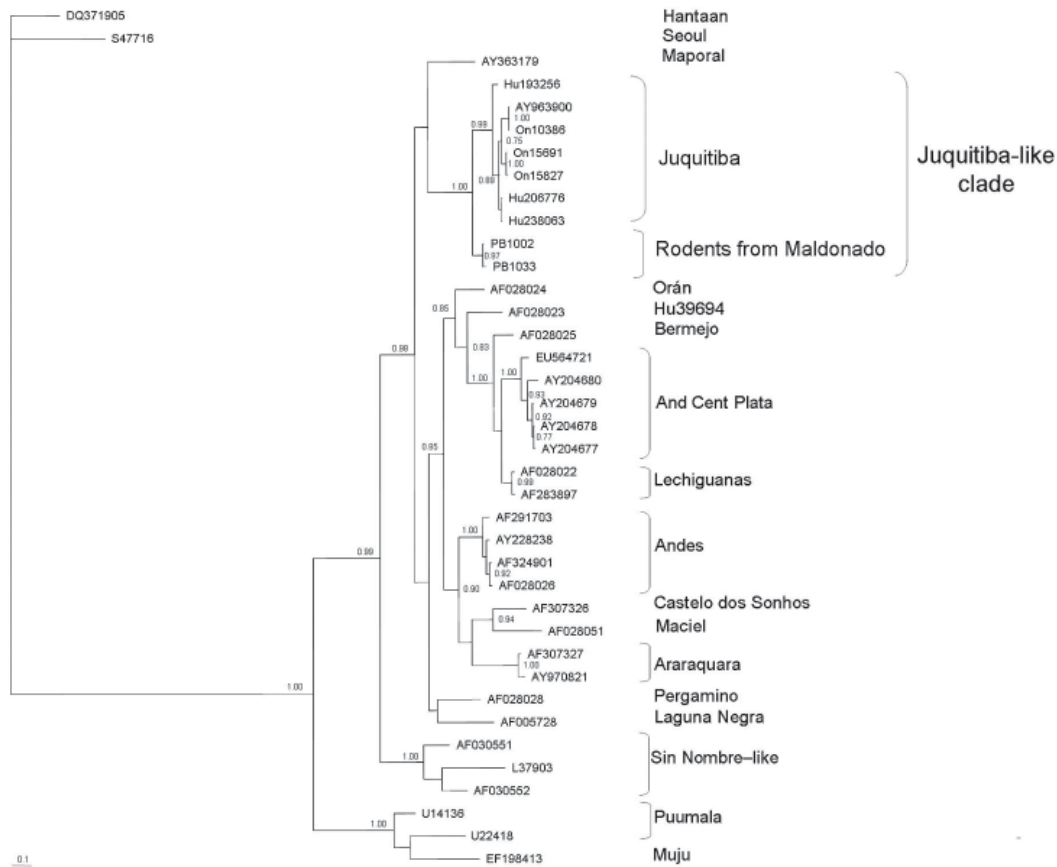 DQ371905 Hantaan
S47716 Seoul
AY363179 Maporal
Hu193256
AY963900
1.00
0.99 On10386
0.75
On15691 Juquitiba
1.00
0.89 On15827
1.00 Hu206776
Hu238063
Juquitiba-like
clade
PB1002 Rodents from Maldonado
0.97
PB1033
AF028024 Orán
0.85
AF028023 Hu39694
AF028025 Bermejo
0.83
EU564721
1.00
1.00 AY204680
0.93
AY204679 And Cent Plata
0.92
AY204678
0.77
AY204677
0.98
0.85
AF028022 Lechiguanas
0.99
AF283897
AF291703
1.00
AY228238 Andes
AF324901
0.92
AF028026
0.99
0.90
AF307326 Castelo dos Sonhos
0.94
AF028051 Maciel
AF307327
1.00 Araraquara
AY970821
1.00
AF028028 Pergamino
AF005728 Laguna Negra
AF030551
1.00 Sin Nombre–like
L37903
AF030552
U14136 Puumala
1.00
U22418
EF198413 Muju
0.1